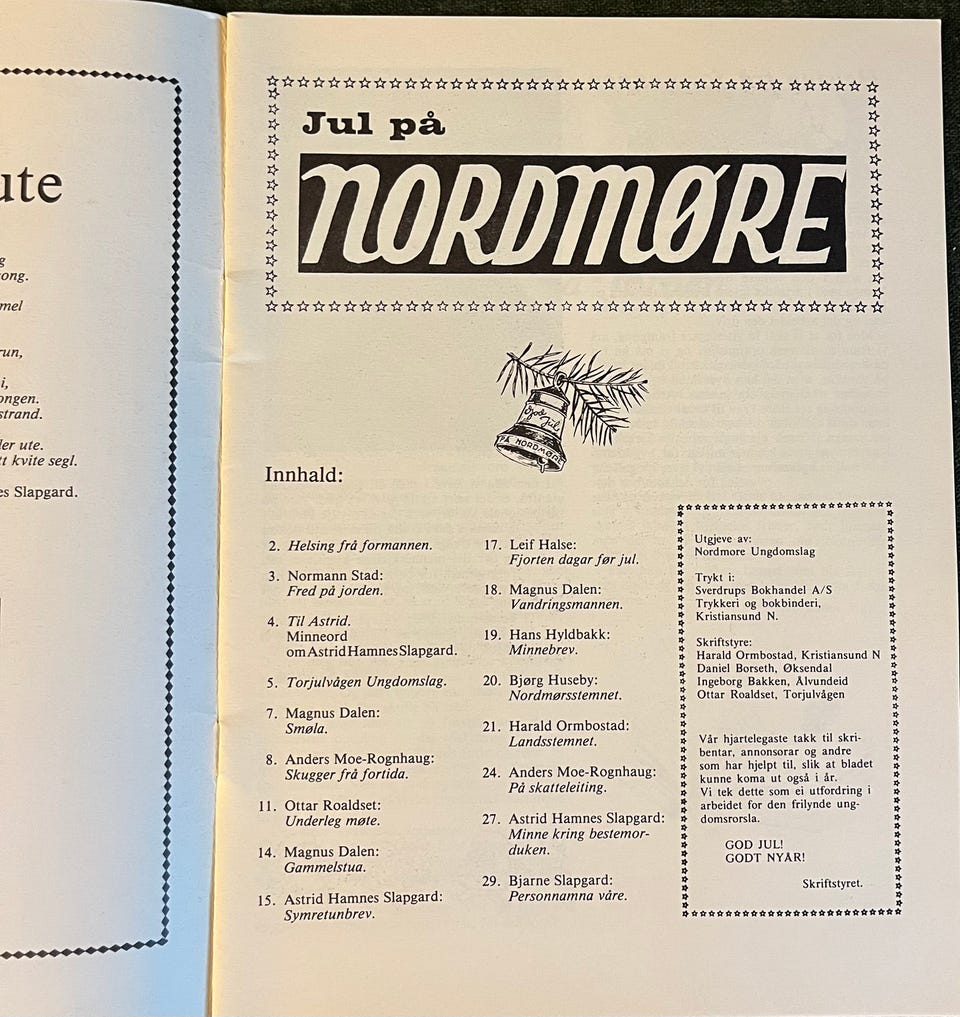 ute
ong.
mel
run,
i,
ongen.
strand.
er ute.
tt kvite segl.
es Slapgard.
Jul på
NORDMØRE
God
Jul
PÅ NORDMØRE
Innhald:
2. Helsing frå formannen.
3. Normann Stad:
Fred på jorden.
4. Til Astrid.
Minneord
om Astrid Hamnes Slapgard.
5. Torjulvågen Ungdomslag.
7. Magnus Dalen:
Smøla.
8. Anders Moe-Rognhaug:
Skugger frå fortida.
11. Ottar Roaldset:
Underleg møte.
14. Magnus Dalen:
Gammelstua.
15. Astrid Hamnes Slapgard:
Symretunbrev.
17. Leif Halse:
Fjorten dagar før jul.
18. Magnus Dalen:
Vandringsmannen.
19. Hans Hyldbakk:
Minnebrev.
20. Bjørg Huseby:
Nordmørsstemnet.
21. Harald Ormbostad:
Landsstemnet.
24. Anders Moe-Rognhaug:
På skatteleiting.
27. Astrid Hamnes Slapgard:
Minne kring bestemor-
duken.
29. Bjarne Slapgard:
Personnamna våre.
Utgjeve av:
Nordmøre Ungdomslag
Trykt i:
Sverdrups Bokhandel A/S
Trykkeri og bokbinderi,
Kristiansund N.
Skriftstyre:
Harald Ormbostad, Kristiansund N
Daniel Børseth, Øksendal
Ingeborg Bakken, Ålvundeid
Ottar Roaldset, Torjulvågen
Vår hjartelegaste takk til skri-
bentar, annonsørar og andre
som har hjelpt til, slik at bladet
kunne koma ut også i år.
Vi tek dette som ei utfordring i
arbeidet for den frilynde ung-
domsrørsla.
GOD JUL!
GODT NYÅR!
Skriftstyret.